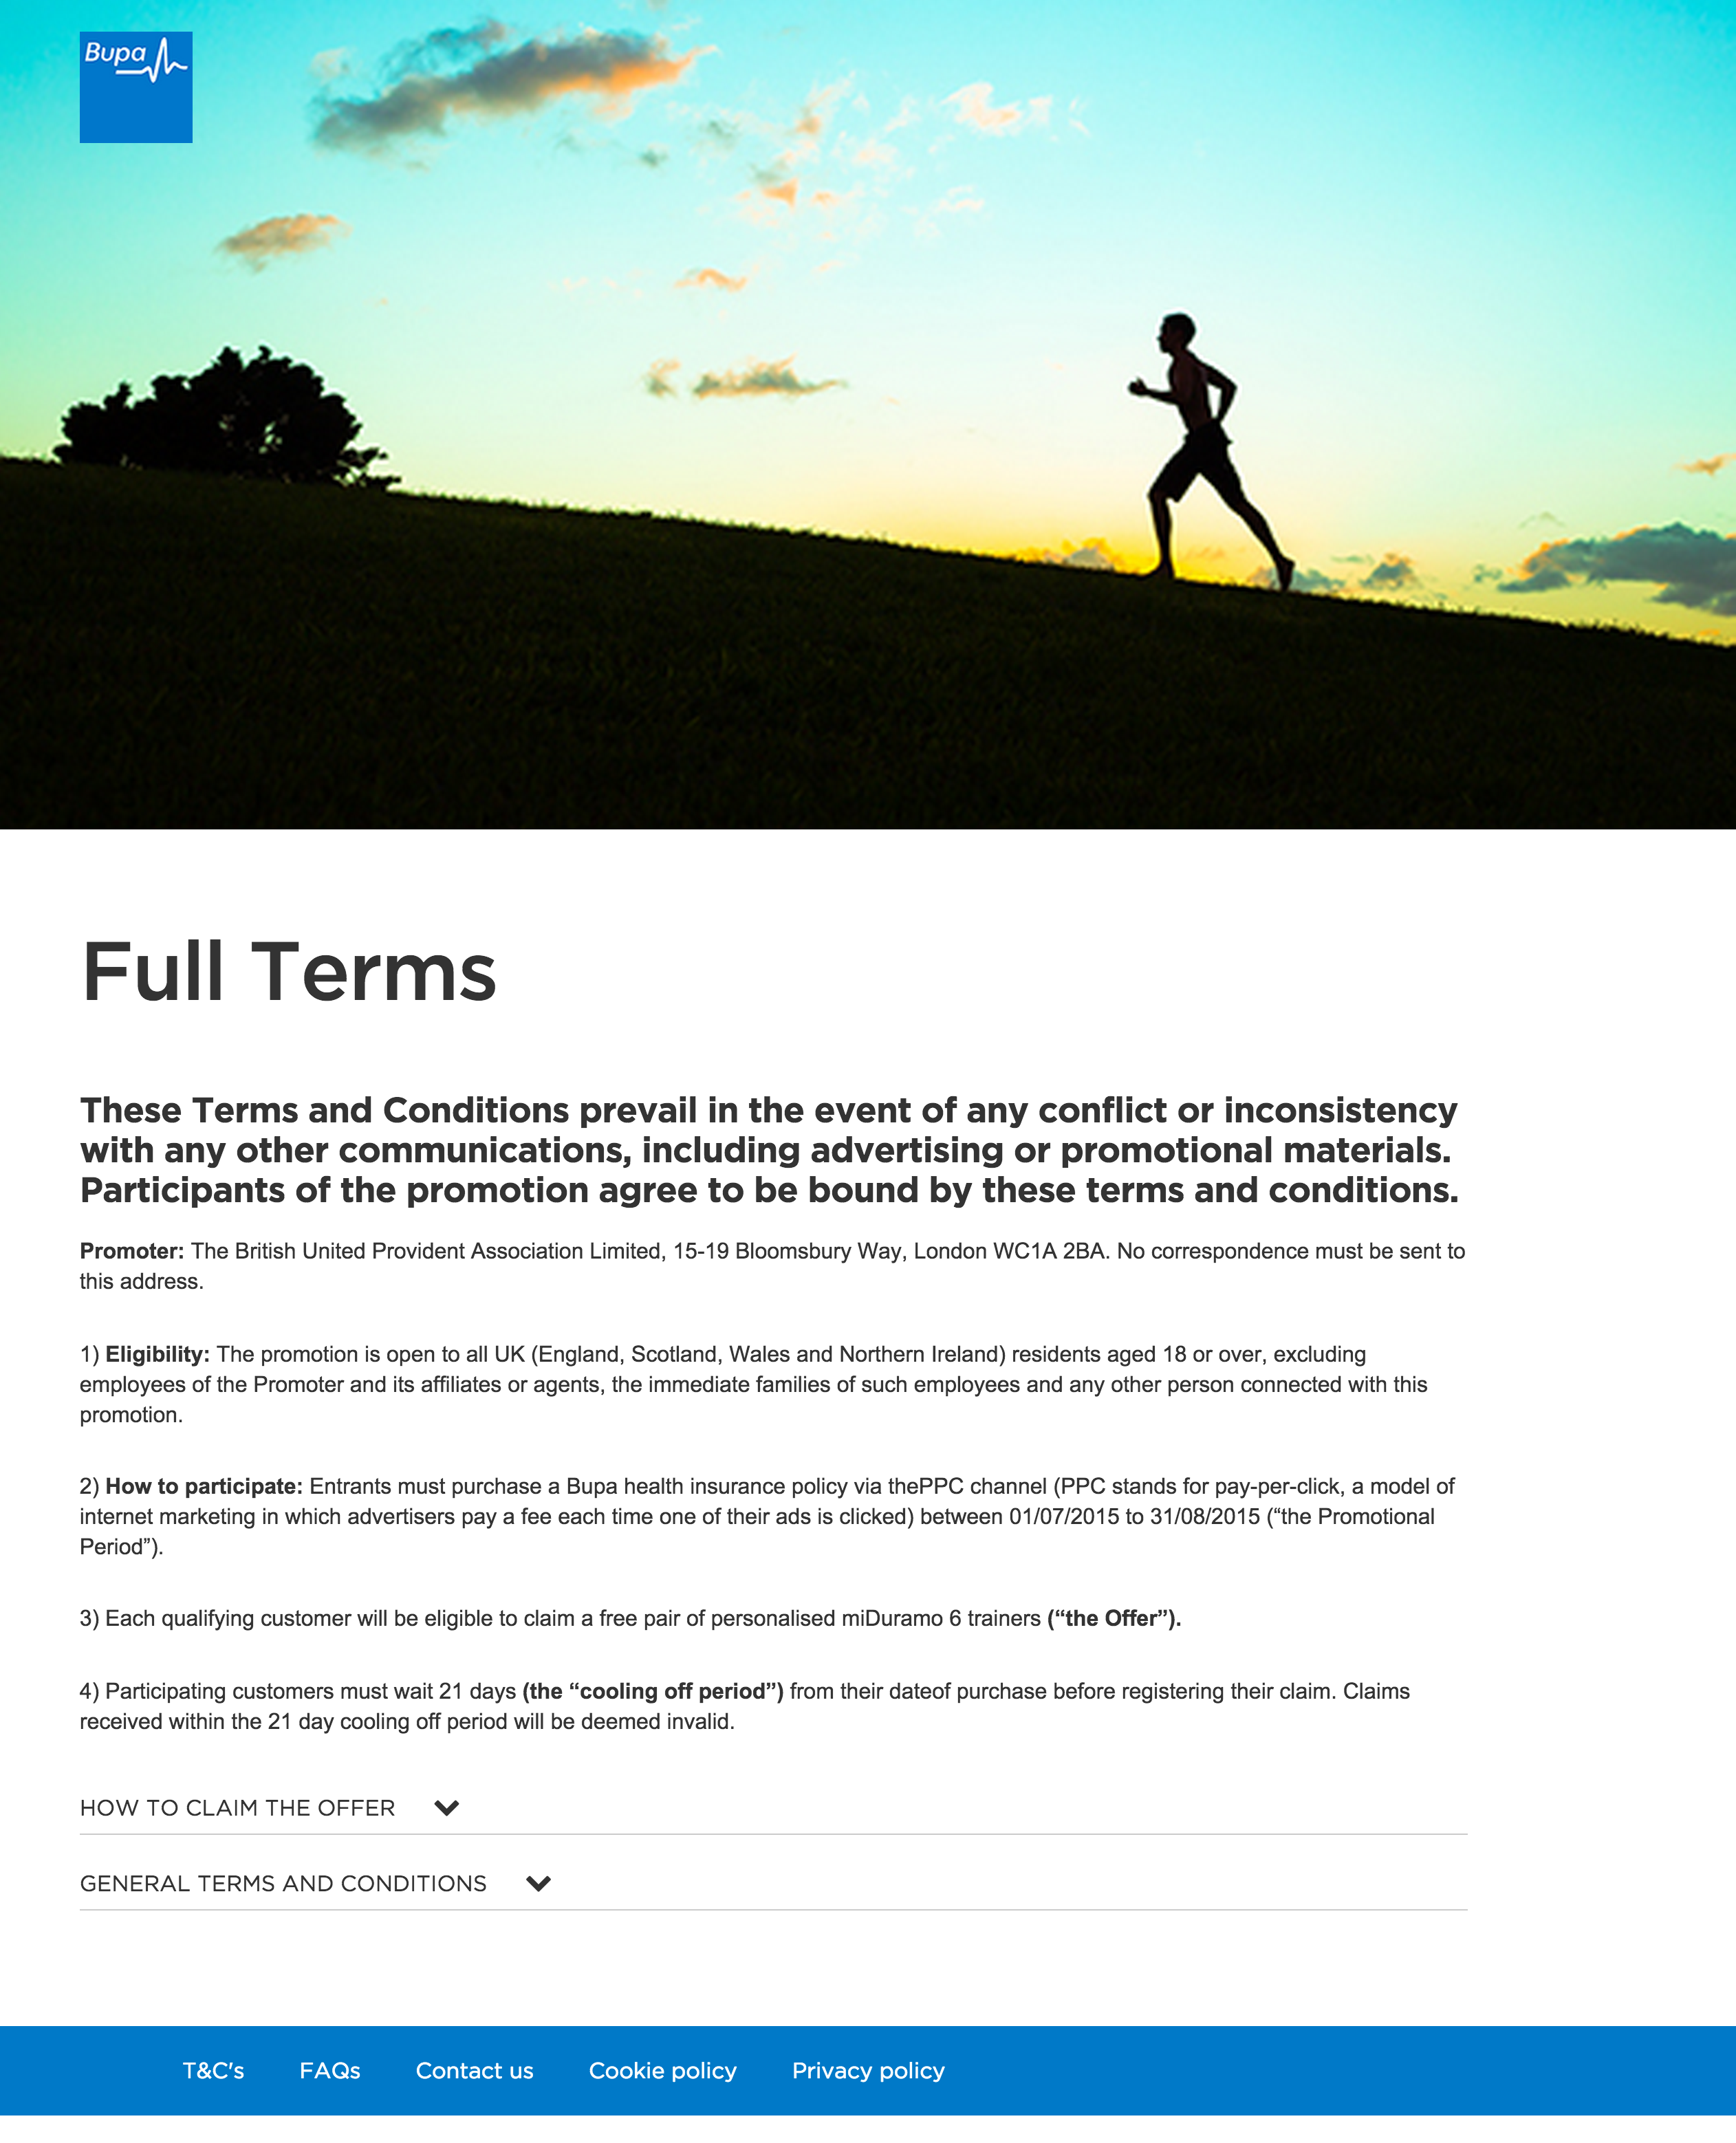 Bupa
Full Terms
These Terms and Conditions prevail in the event of any conflict or inconsistency
with any other communications, including advertising or promotional materials.
Participants of the promotion agree to be bound by these terms and conditions.
Promoter: The British United Provident Association Limited, 15-19 Bloomsbury Way, London WC1A 2BA. No correspondence must be sent to
this address.
1) Eligibility: The promotion is open to all UK (England, Scotland, Wales and Northern Ireland) residents aged 18 or over, excluding
employees of the Promoter and its affiliates or agents, the immediate families of such employees and any other person connected with this
promotion.
2) How to participate: Entrants must purchase a Bupa health insurance policy via thePPC channel (PPC stands for pay-per-click, a model of
internet marketing in which advertisers pay a fee each time one of their ads is clicked) between 01/07/2015 to 31/08/2015 (“the Promotional
Period”).
3) Each qualifying customer will be eligible to claim a free pair of personalised miDuramo 6 trainers (“the Offer”).
4) Participating customers must wait 21 days (the “cooling off period”) from their dateof purchase before registering their claim. Claims
received within the 21 day cooling off period will be deemed invalid.
HOW TO CLAIM THE OFFER
GENERAL TERMS AND CONDITIONS
T&C's FAQs Contact us Cookie policy Privacy policy